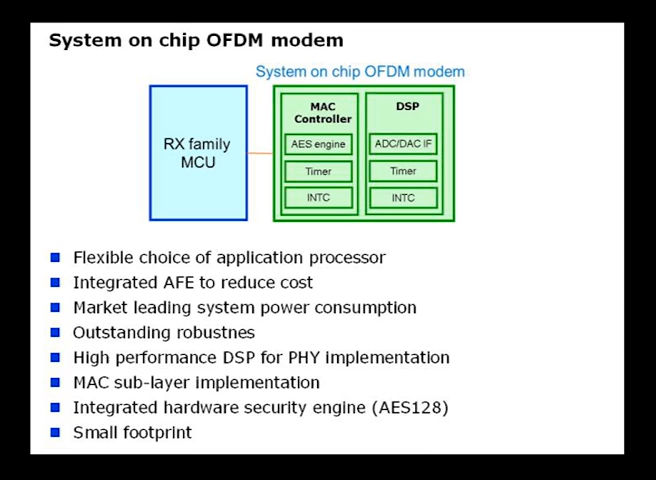 System on chip OFDM modem
System on chip OFDM modem
RX family
MCU
MAC
Controller
AES engine
Timer
INTC
DSP
ADC/DAC IF
Timer
INTC
Flexible choice of application processor
Integrated AFE to reduce cost
Market leading system power consumption
Outstanding robustnes
High performance DSP for PHY implementation
MAC sub-layer implementation
Integrated hardware security engine (AES128)
Small footprint